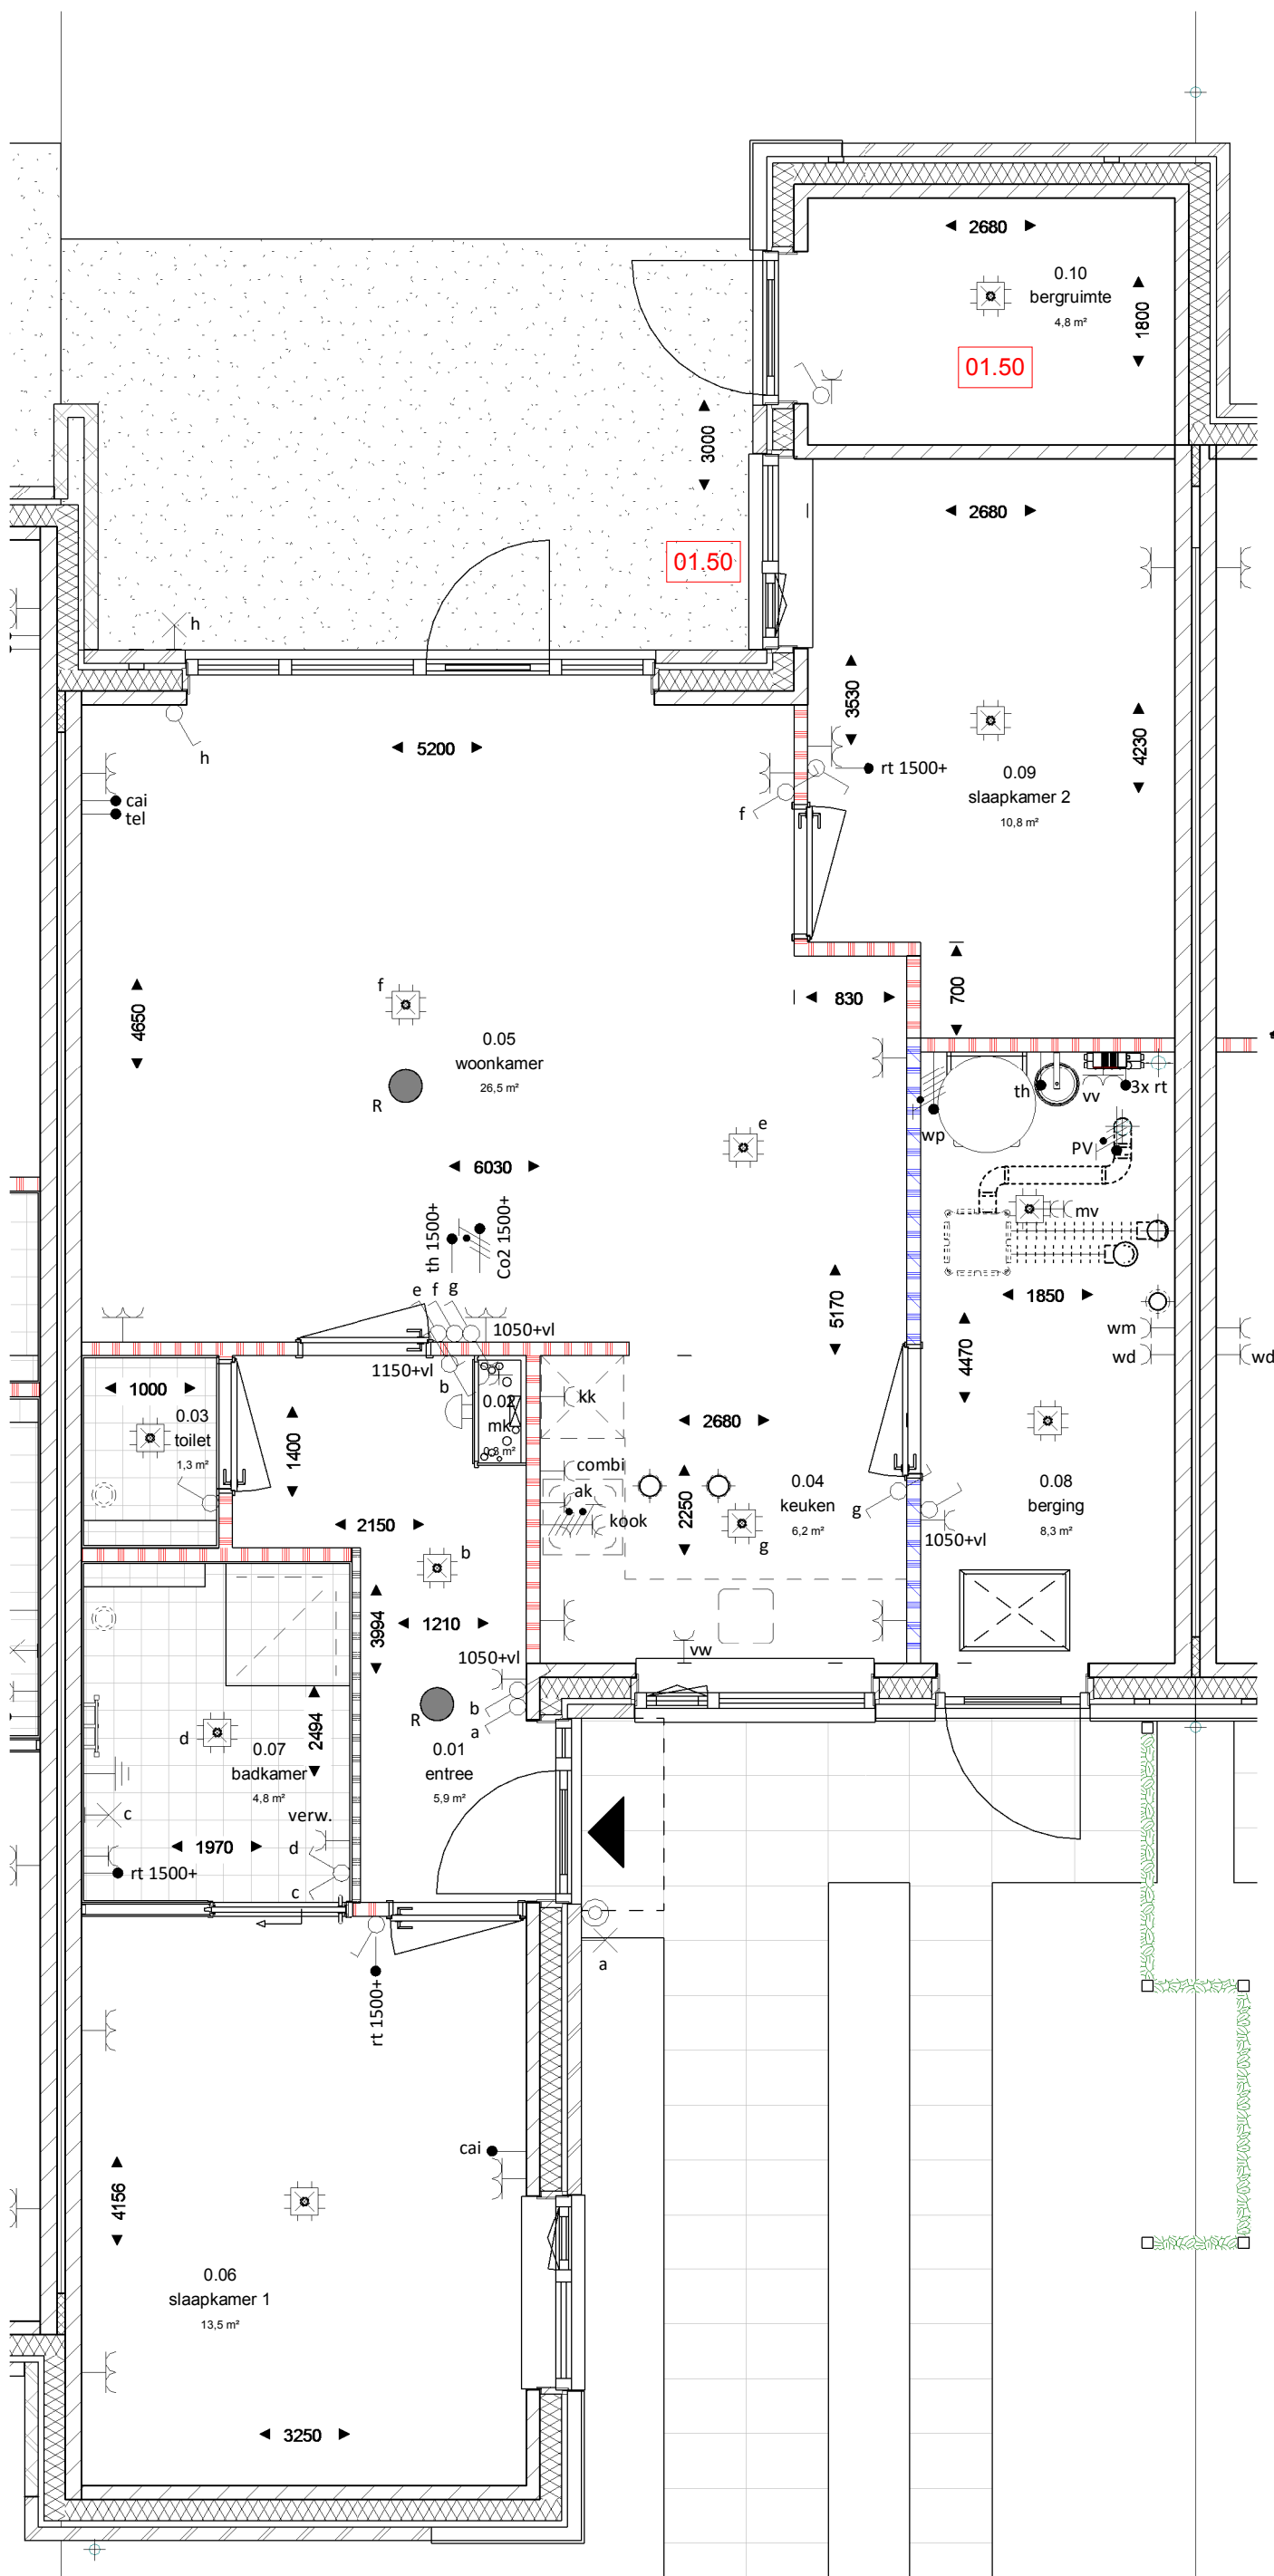 2680
0.10
bergruimte
4,8 m²
1800
01.50
3000
2680
01.50
h
h
5200
3530
4230
rt 1500+
0.09
slaapkamer 2
10,8 m²
cai
tel
f
4650
f
700
830
0.05
woonkamer
26,5 m²
R
th
vv
3x rt
wp
e
PV
6030
mv
th 1500+
Co2 1500+
e f g
5170
1850
1050+vl
4470
wm
wd
wd
1150+vl
b
1000
0.03
toilet
1,3 m²
1400
0.02
mk
0,3 m²
kk
2680
combi
ak
kook
2250
0.04
keuken
6,2 m²
g
g
0.08
berging
8,3 m²
1050+vl
2150
b
3994
1210
1050+vl
vw
b
a
R
2494
d
0.07
badkamer
4,8 m²
0.01
entree
5,9 m²
c
verw.
d
1970
rt 1500+
c
a
rt 1500+
cai
4156
0.06
slaapkamer 1
13,5 m²
3250